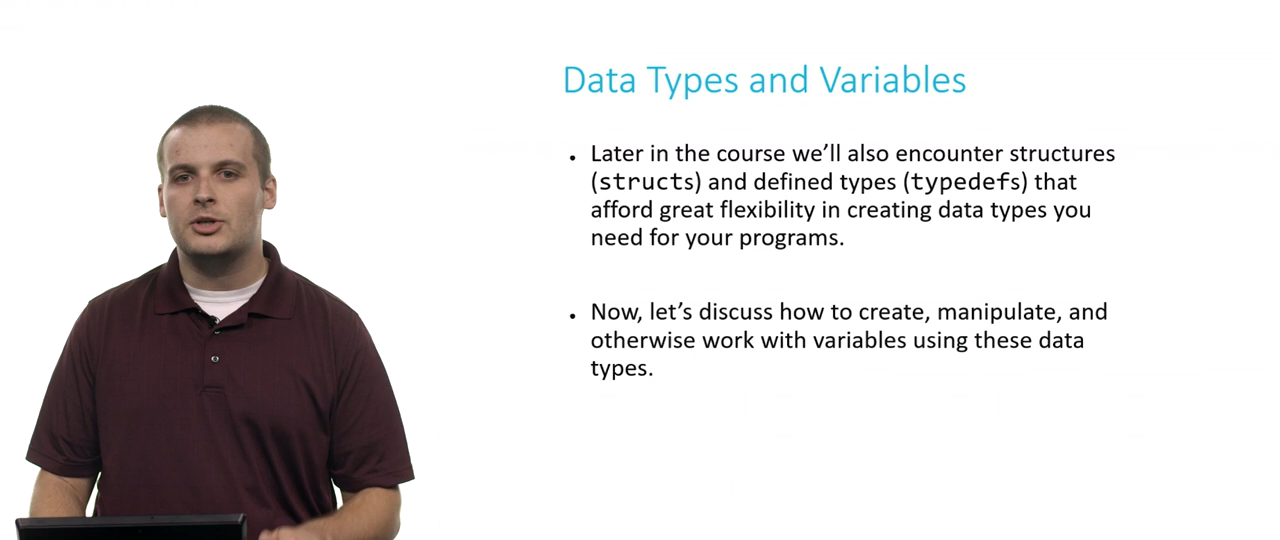 Data Types and Variables
• Later in the course we’ll also encounter structures
(structs) and defined types (typedefs) that
afford great flexibility in creating data types you
need for your programs.
• Now, let’s discuss how to create, manipulate, and
otherwise work with variables using these data
types.